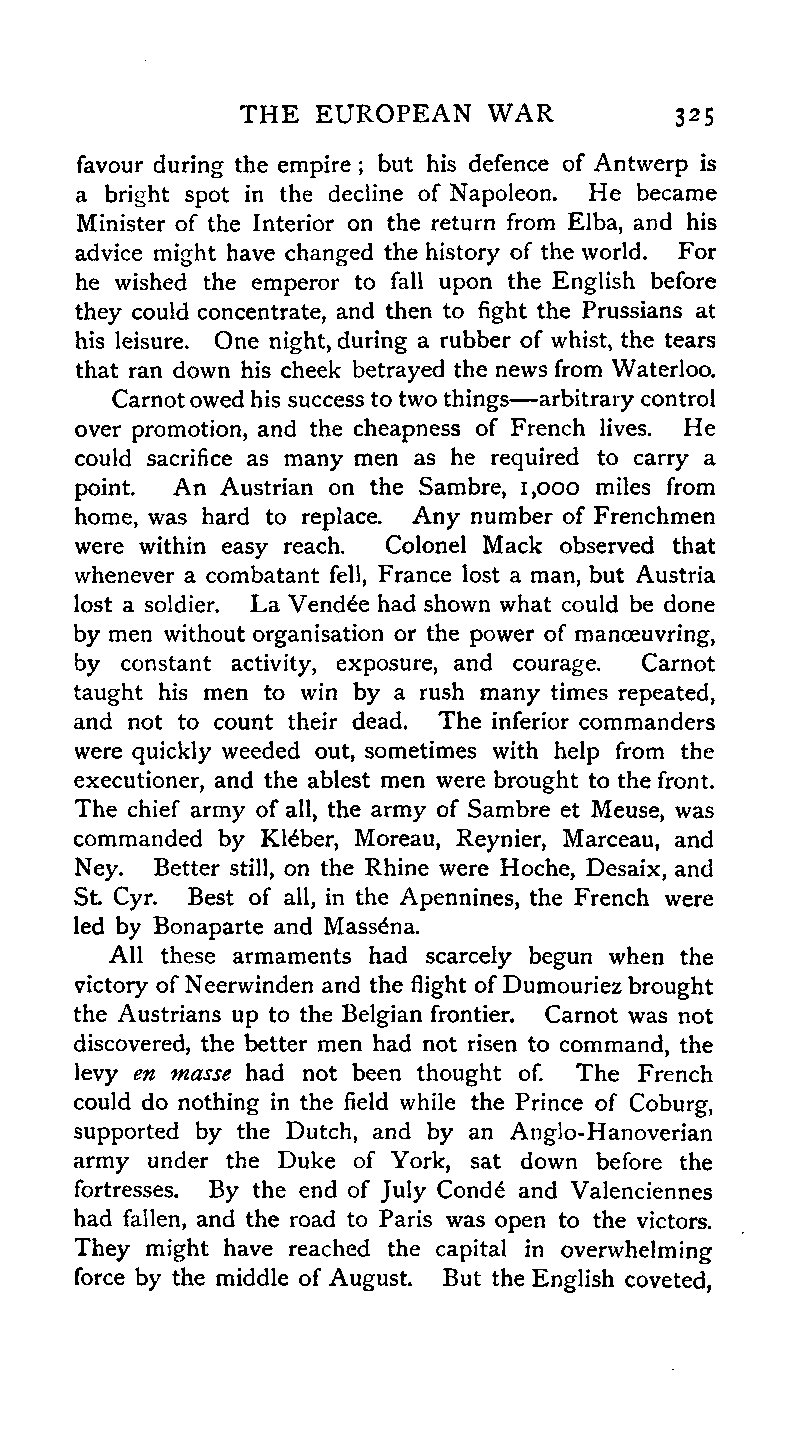 THE EUROPEAN WAR 325
favour during the empire ; but his defence of Antwerp is
a bright spot in the decline of Napoleon. He became
Minister of the Interior on the return from Elba, and his
advice might have changed the history of the world. For
he wished the emperor to fall upon the English before
they could concentrate, and then to fight the Prussians at
his leisure. One night, during a rubber of whist, the tears
that ran down his cheek betrayed the news from Waterloo.
Carnot owed his success to two things—arbitrary control
over promotion, and the cheapness of French lives. He
could sacrifice as many men as he required to carry a
point. An Austrian on the Sambre, 1,000 miles from
home, was hard to replace. Any number of Frenchmen
were within easy reach. Colonel Mack observed that
whenever a combatant fell, France lost a man, but Austria
lost a soldier. La Vendée had shown what could be done
by men without organisation or the power of manœuvring,
by constant activity, exposure, and courage. Carnot
taught his men to win by a rush many times repeated,
and not to count their dead. The inferior commanders
were quickly weeded out, sometimes with help from the
executioner, and the ablest men were brought to the front.
The chief army of all, the army of Sambre et Meuse, was
commanded by Kléber, Moreau, Reynier, Marceau, and
Ney. Better still, on the Rhine were Hoche, Desaix, and
St. Cyr. Best of all, in the Apennines, the French were
led by Bonaparte and Masséna.
All these armaments had scarcely begun when the
victory of Neerwinden and the flight of Dumouriez brought
the Austrians up to the Belgian frontier. Carnot was not
discovered, the better men had not risen to command, the
levy en masse had not been thought of. The French
could do nothing in the field while the Prince of Coburg,
supported by the Dutch, and by an Anglo-Hanoverian
army under the Duke of York, sat down before the
fortresses. By the end of July Condé and Valenciennes
had fallen, and the road to Paris was open to the victors.
They might have reached the capital in overwhelming
force by the middle of August. But the English coveted,